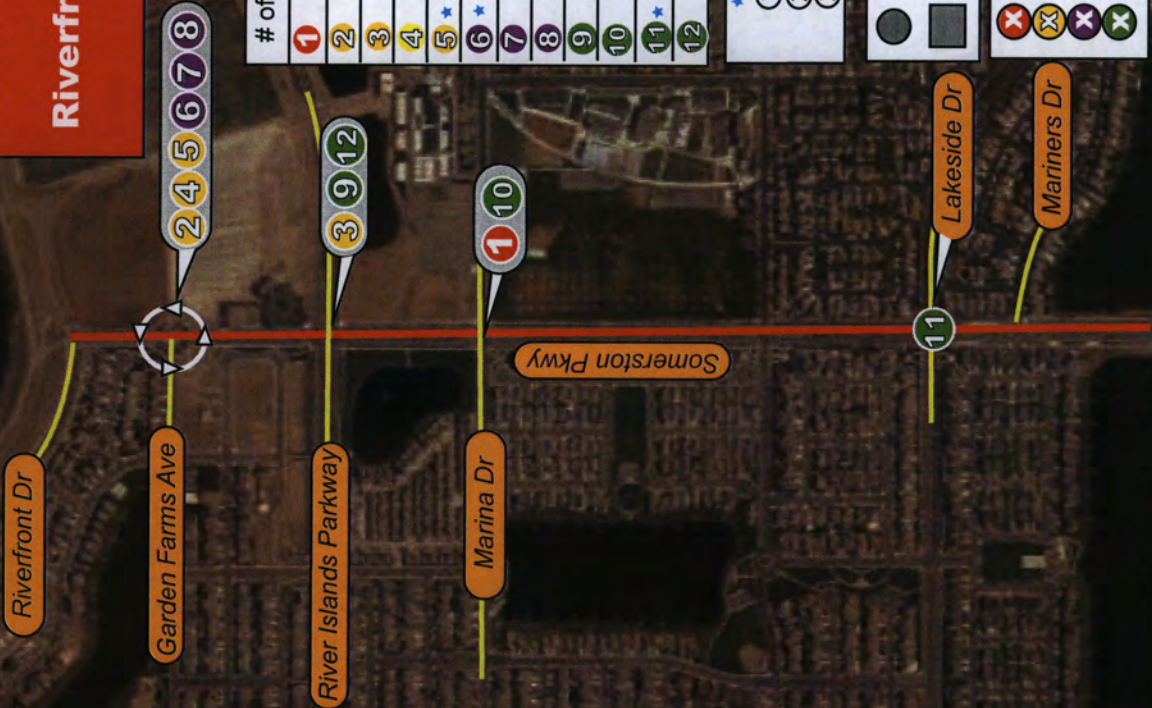 Riverfr
Riverfront Dr
Garden Farms Ave
2 4 5 6 7 8
River Islands Parkway
3 9 12
Marina Dr
1 10
Somerston Pkwy
11
Lakeside Dr
Mariners Dr
# of
1
2
3
4
5 *
6 *
7
8
9
10
11 *
12
*
X
X
X
X